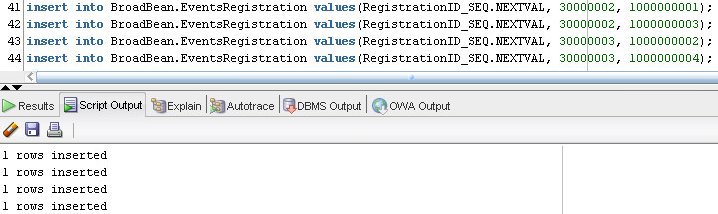 41 insert into BroadBean.EventsRegistration values(RegistrationID_SEQ.NEXTVAL, 30000002, 1000000001);
42 insert into BroadBean.EventsRegistration values(RegistrationID_SEQ.NEXTVAL, 30000002, 1000000003);
43 insert into BroadBean.EventsRegistration values(RegistrationID_SEQ.NEXTVAL, 30000003, 1000000002);
44 insert into BroadBean.EventsRegistration values(RegistrationID_SEQ.NEXTVAL, 30000003, 1000000004);
Results Script Output Explain Autotrace DBMS Output OWA Output
1 rows inserted
1 rows inserted
1 rows inserted
1 rows inserted